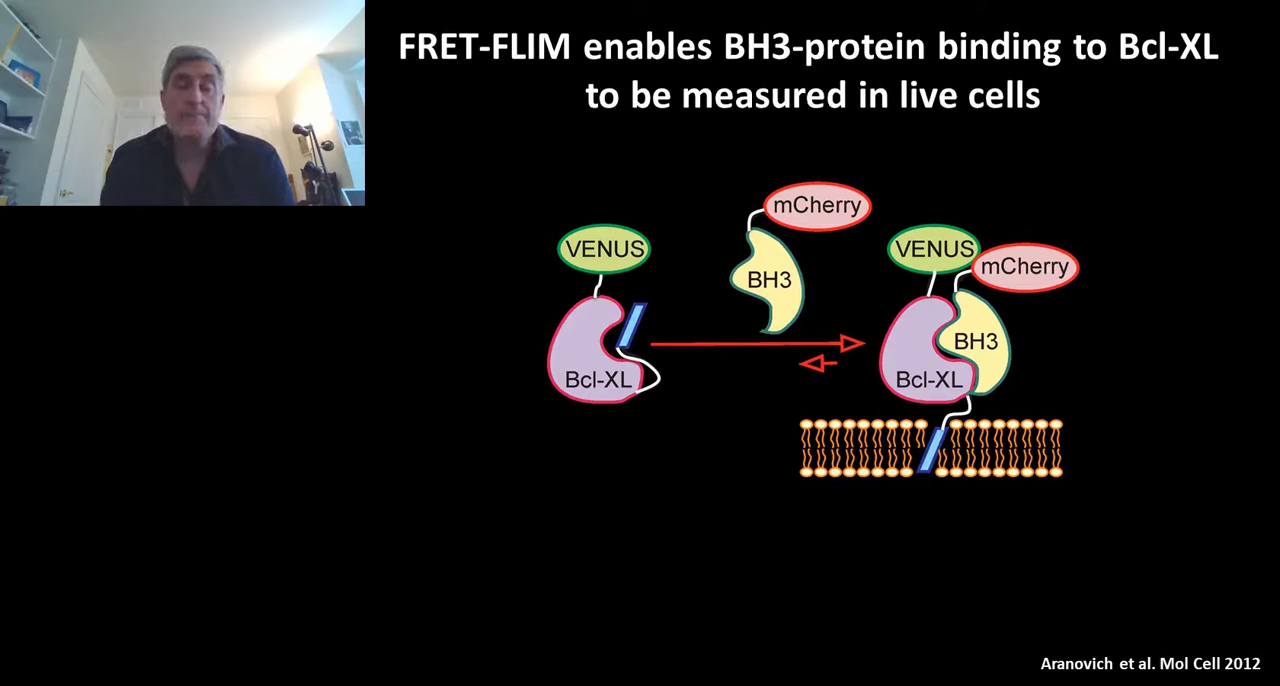 FRET-FLIM enables BH3-protein binding to Bcl-XL
to be measured in live cells
mCherry
VENUS
BH3
VENUS
mCherry
BH3
Bcl-XL
Bcl-XL
Aranovich et al. Mol Cell 2012